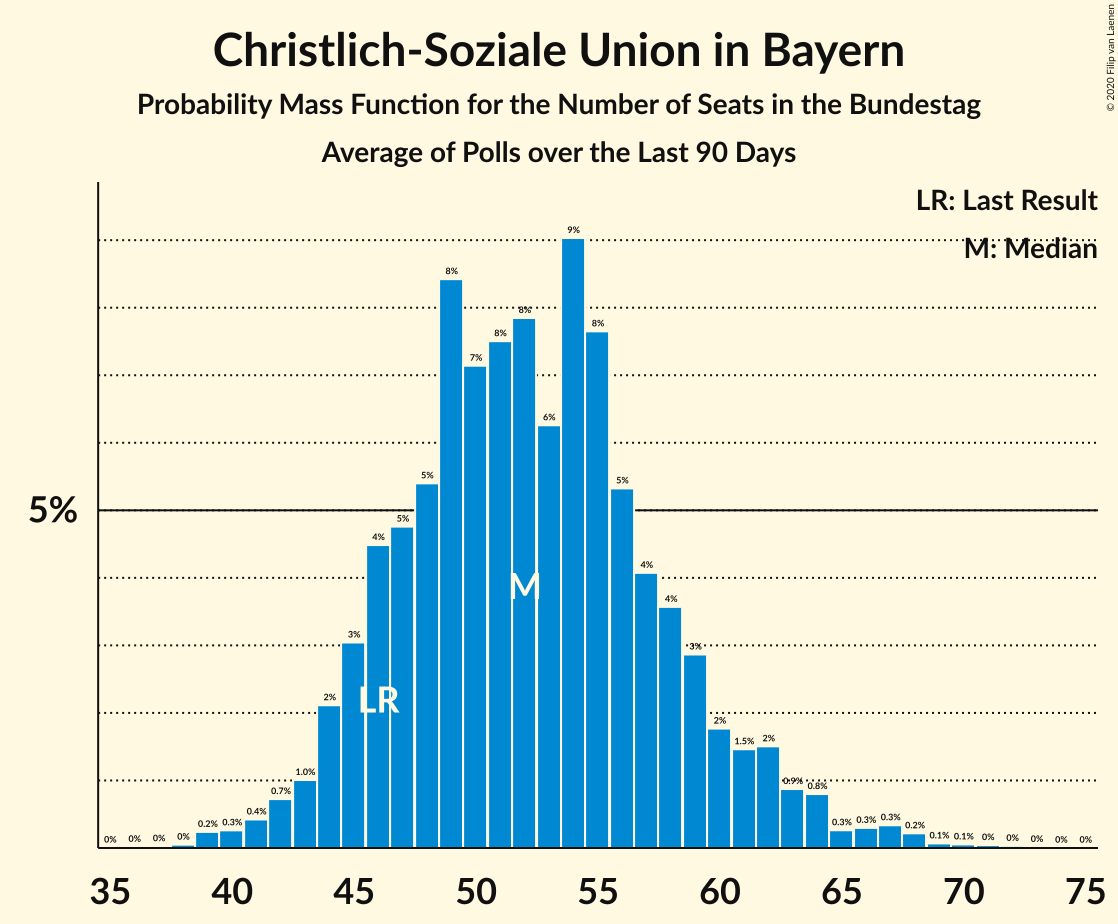 Christlich-Soziale Union in Bayern
Probability Mass Function for the Number of Seats in the Bundestag
Average of Polls over the Last 90 Days
© 2020 Filip van Laenen
LR: Last Result
M: Median
5%
0% 0% 0% 0% 0.2% 0.3% 0.4% 0.7% 1.0% 2% 3% 4% 5% 5% 8% 7% 8% 8% 6% 9% 8% 5% 4% 4% 3% 2% 1.5% 2% 0.9% 0.8% 0.3% 0.3% 0.3% 0.2% 0.1% 0.1% 0% 0% 0% 0% 0%
M
LR
35 40 45 50 55 60 65 70 75